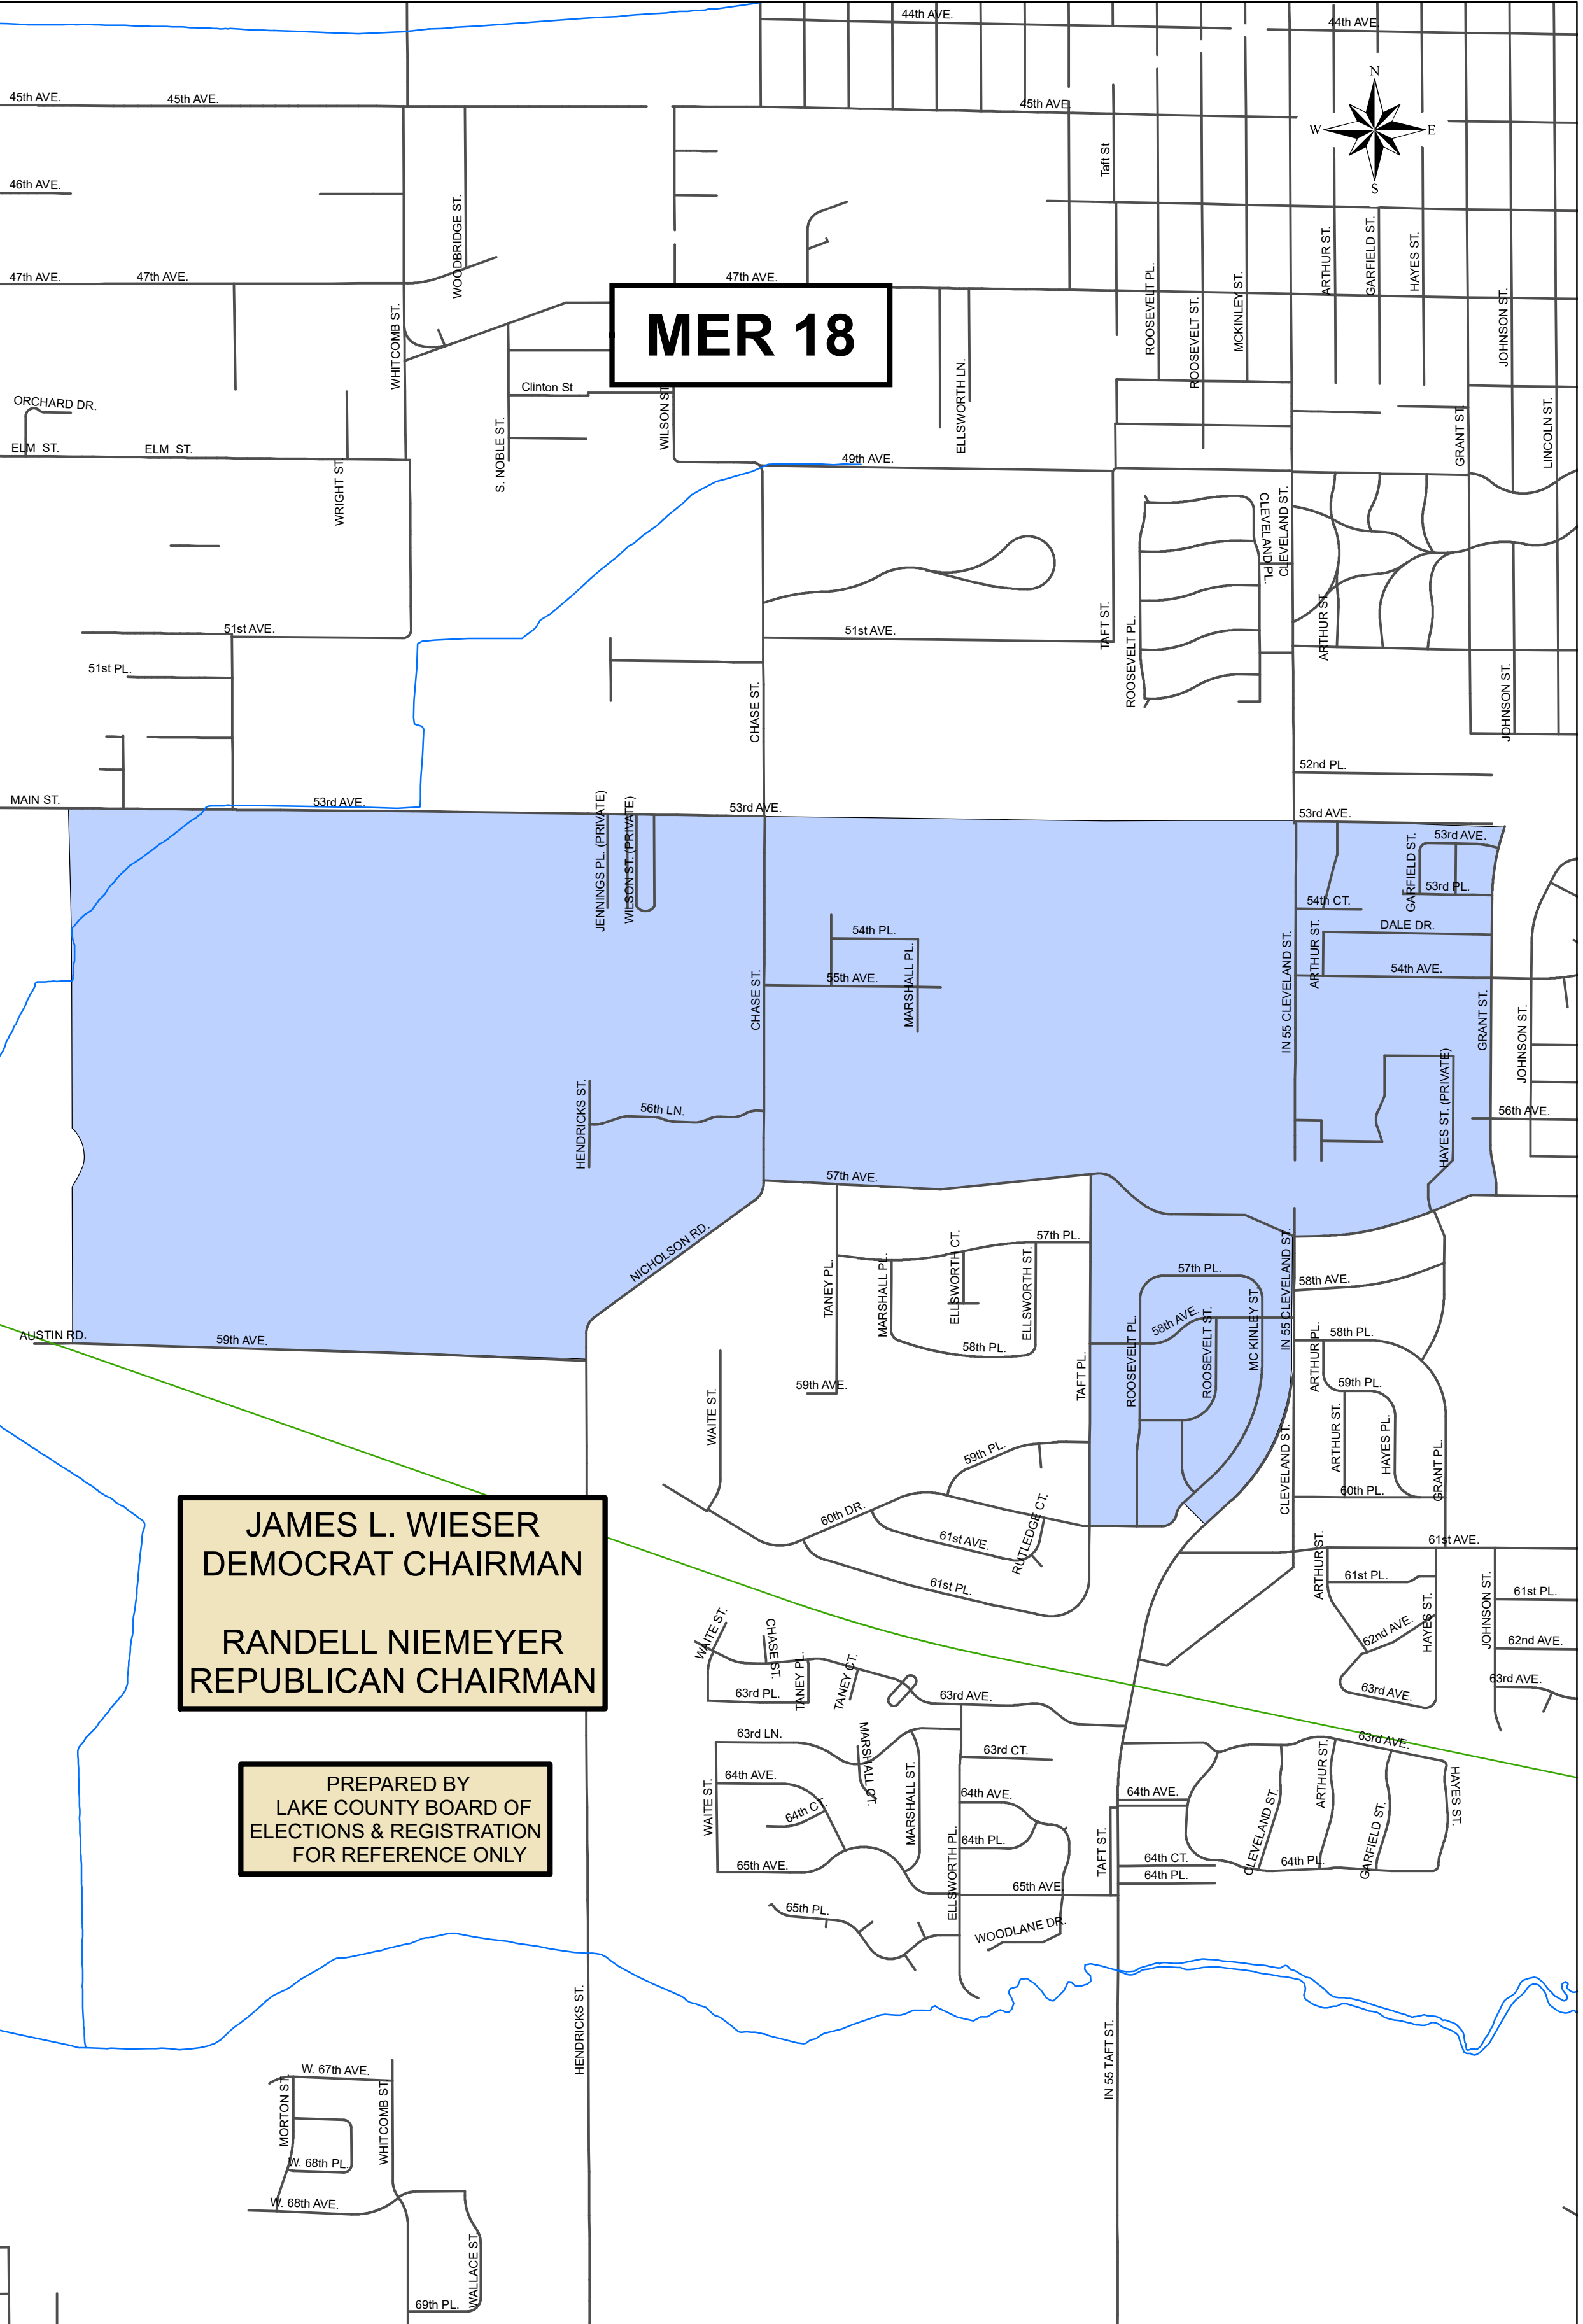 44th AVE.
44th AVE.
N
W
E
S
45th AVE.
45th AVE.
45th AVE.
Taft St
46th AVE.
WOODBRIDGE ST.
47th AVE.
47th AVE.
47th AVE.
ARTHUR ST.
GARFIELD ST.
HAYES ST.
MER 18
WHITCOMB ST.
ROOSEVELT PL.
ROOSEVELT ST.
MCKINLEY ST.
JOHNSON ST.
ORCHARD DR.
Clinton St
WILSON ST.
ELLSWORTH LN.
GRANT ST.
LINCOLN ST.
ELM ST.
ELM ST.
WRIGHT ST.
S. NOBLE ST.
49th AVE.
CLEVELAND PL.
CLEVELAND ST.
51st AVE.
51st AVE.
TAFT ST.
ROOSEVELT PL.
ARTHUR ST.
51st PL.
CHASE ST.
JOHNSON ST.
52nd PL.
MAIN ST.
53rd AVE.
53rd AVE.
53rd AVE.
53rd AVE.
JENNINGS PL. (PRIVATE)
WILSON ST. (PRIVATE)
GARFIELD ST.
53rd PL.
54th CT.
54th PL.
DALE DR.
ARTHUR ST.
55th AVE.
MARSHALL PL.
54th AVE.
CHASE ST.
IN 55 CLEVELAND ST.
GRANT ST.
JOHNSON ST.
HENDRICKS ST.
56th LN.
HAYES ST. (PRIVATE)
56th AVE.
57th AVE.
NICHOLSON RD.
TANEY PL.
MARSHALL PL.
ELLSWORTH CT.
ELLSWORTH ST.
57th PL.
57th PL.
IN 55 CLEVELAND ST.
58th AVE.
58th AVE.
ROOSEVELT PL.
ROOSEVELT ST.
MC KINLEY ST.
AUSTIN RD.
59th AVE.
58th PL.
58th PL.
ARTHUR PL.
59th AVE.
TAFT PL.
59th PL.
WAITE ST.
ARTHUR ST.
HAYES PL.
GRANT PL.
59th PL.
CLEVELAND ST.
60th PL.
60th DR.
61st AVE.
RUTLEDGE CT.
61st PL.
JAMES L. WIESER
DEMOCRAT CHAIRMAN
RANDELL NIEMEYER
REPUBLICAN CHAIRMAN
61st AVE.
ARTHUR ST.
61st PL.
JOHNSON ST.
61st PL.
62nd AVE.
HAYES ST.
62nd AVE.
63rd AVE.
63rd AVE.
WAITE ST.
CHASE ST.
TANEY PL.
TANEY CT.
63rd PL.
63rd AVE.
63rd LN.
MARSHALL CT.
63rd CT.
63rd AVE.
PREPARED BY
LAKE COUNTY BOARD OF
ELECTIONS & REGISTRATION
FOR REFERENCE ONLY
WAITE ST.
64th AVE.
64th CT.
MARSHALL ST.
64th AVE.
64th AVE.
ARTHUR ST.
HAYES ST.
CLEVELAND ST.
GARFIELD ST.
64th PL.
65th AVE.
ELLSWORTH PL.
TAFT ST.
64th CT.
64th PL.
64th PL.
65th AVE
65th PL.
WOODLANE DR.
HENDRICKS ST.
IN 55 TAFT ST.
W. 67th AVE.
MORTON ST.
WHITCOMB ST.
W. 68th PL.
W. 68th AVE.
WALLACE ST.
69th PL.